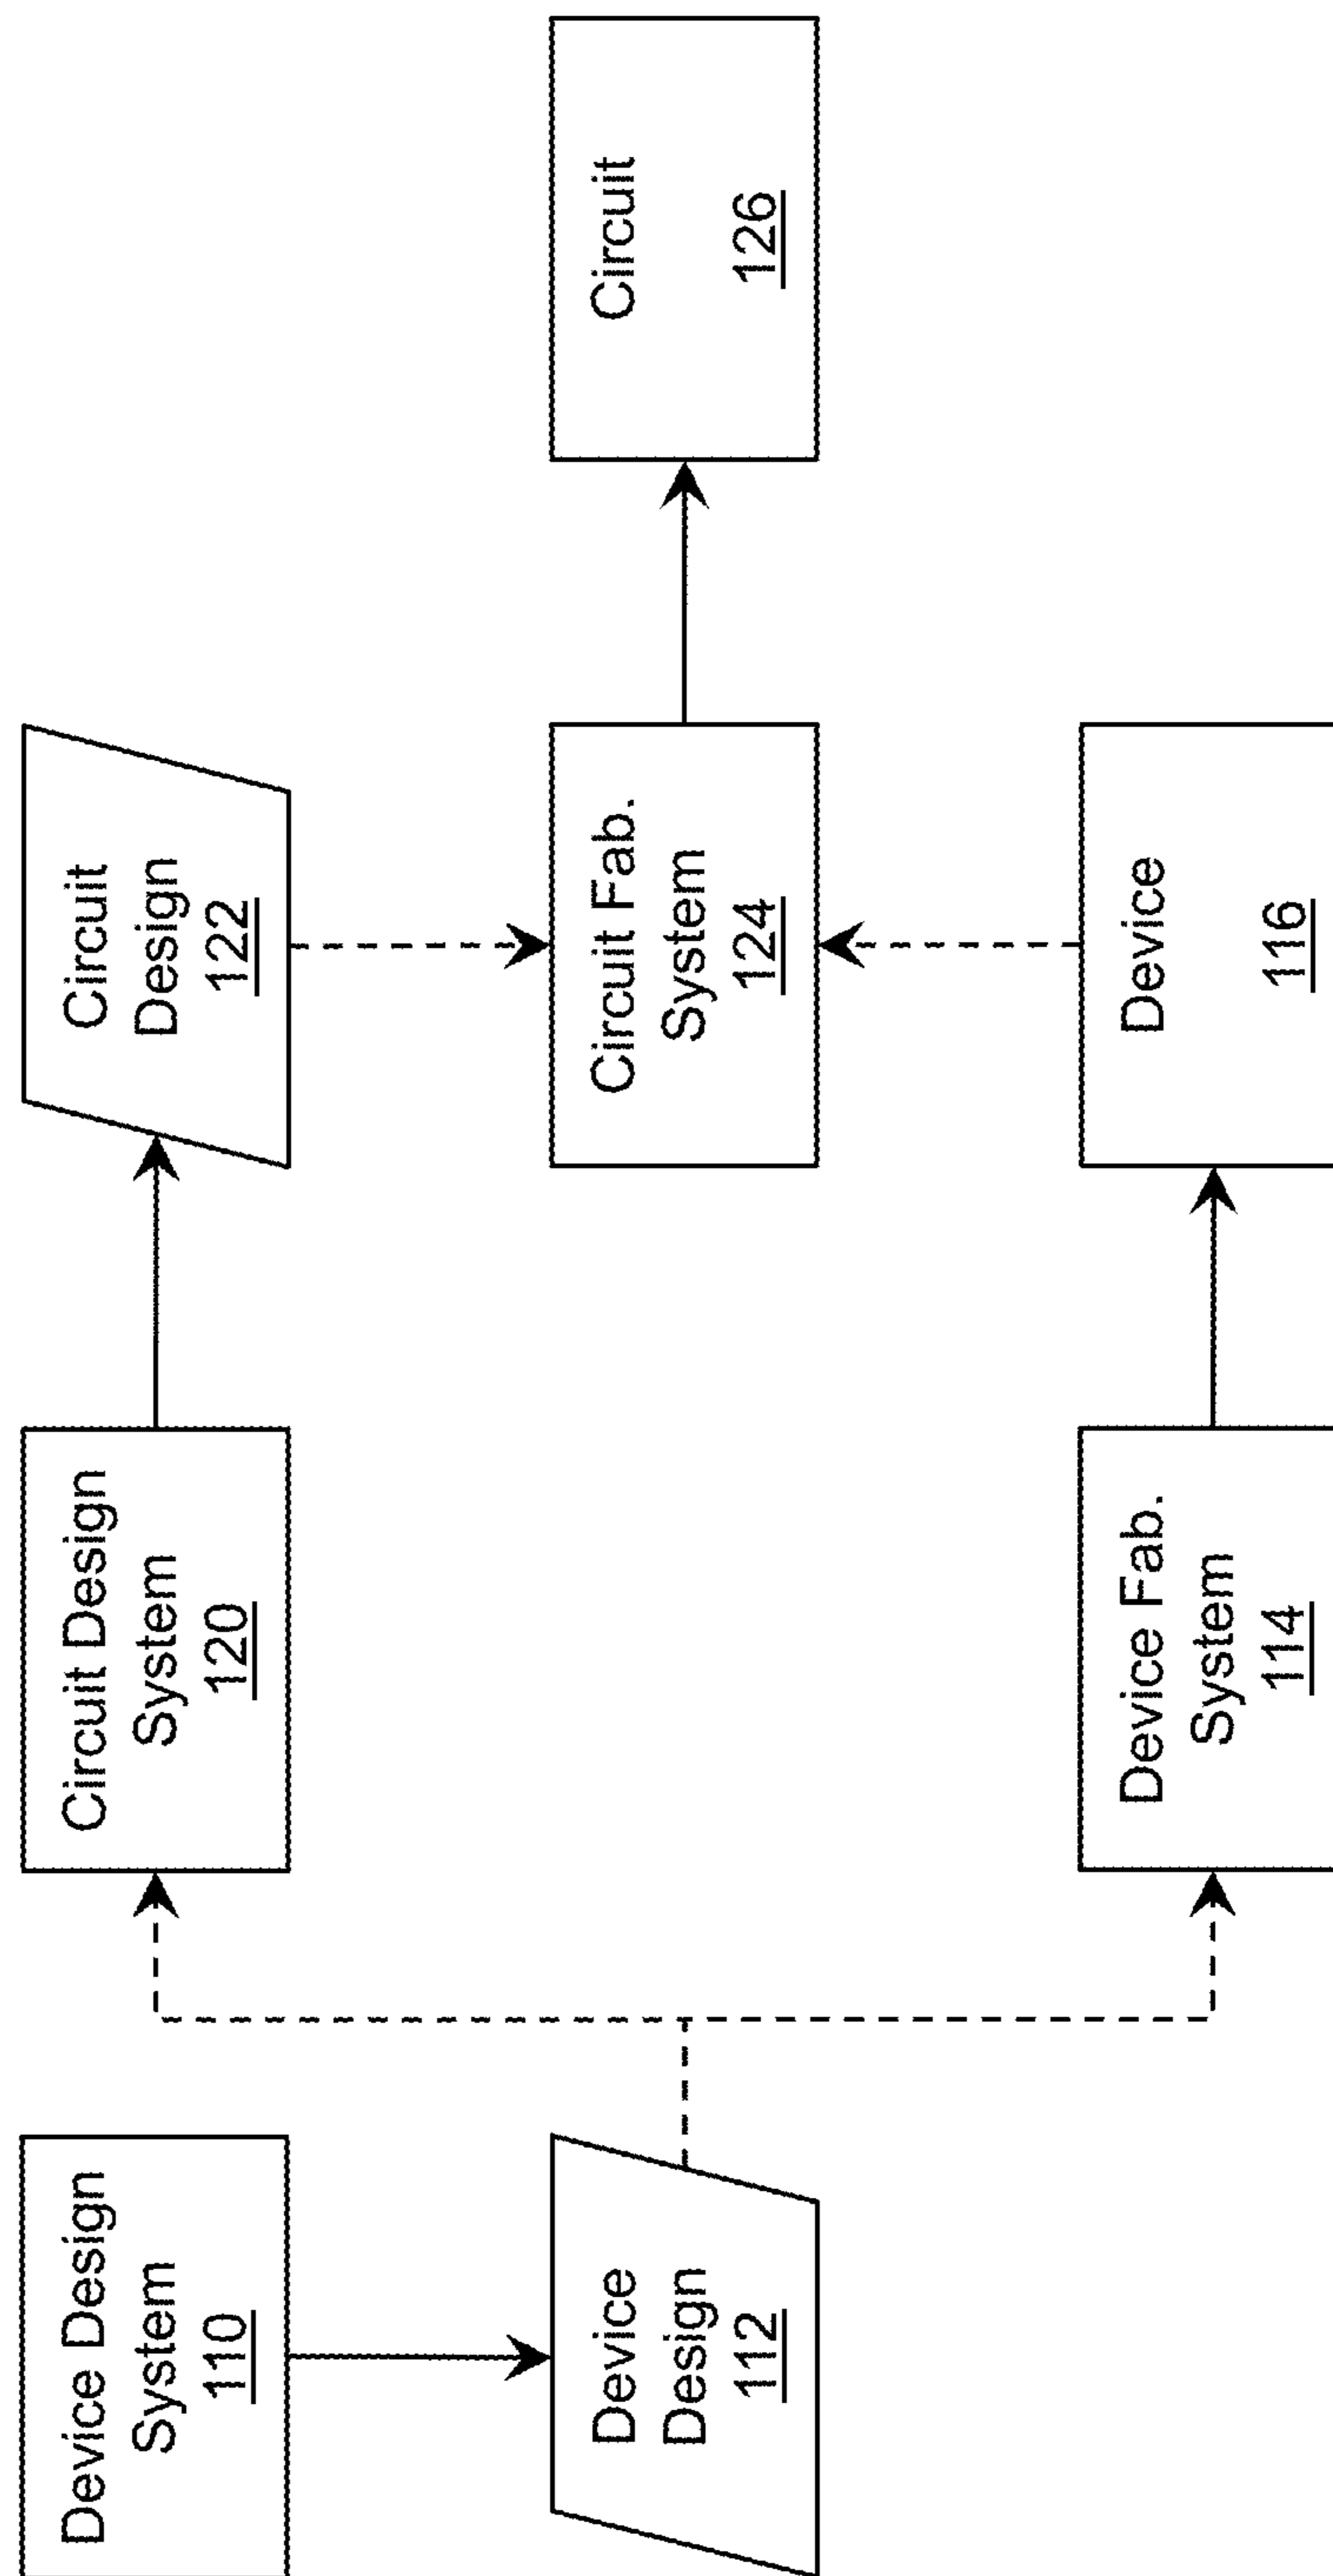 Device Design
System
110
Device
Design
112
Circuit Design
System
120
Device Fab.
System
114
Circuit
Design
122
Circuit Fab.
System
124
Device
116
Circuit
126